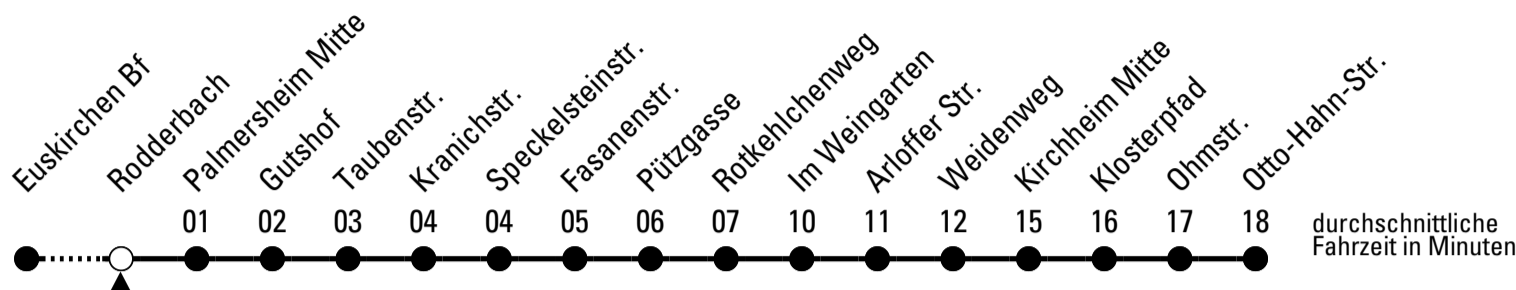 Euskirchen Bf
Rodderbach
Palmersheim Mitte
Gutshof
Taubenstr.
Kranichstr.
Speckelsteinstr.
Fasanenstr.
Pützgasse
Rotkehlchenweg
Im Weingarten
Arloffer Str.
Weidenweg
Kirchheim Mitte
Klosterpfad
Ohmstr.
Otto-Hahn-Str.
01 02 03 04 04 05 06 07 10 11 12 15 16 17 18
durchschnittliche
Fahrzeit in Minuten